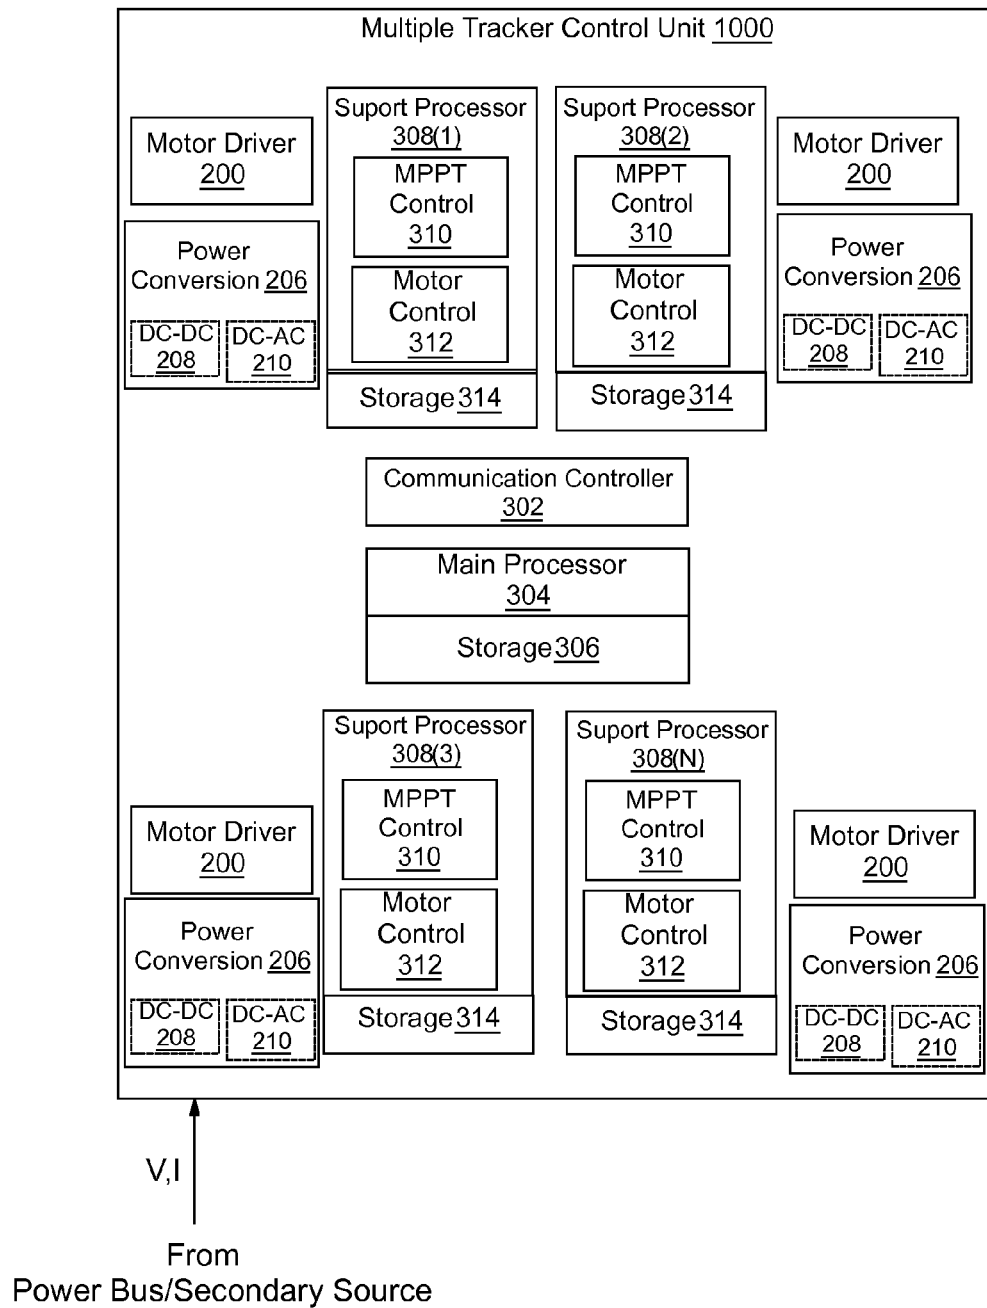 Multiple Tracker Control Unit 1000
Motor Driver
200
Power
Conversion 206
DC-DC
208
DC-AC
210
Suport Processor
308(1)
MPPT
Control
310
Motor
Control
312
Storage 314
Suport Processor
308(2)
MPPT
Control
310
Motor
Control
312
Storage 314
Motor Driver
200
Power
Conversion 206
DC-DC
208
DC-AC
210
Communication Controller
302
Main Processor
304
Storage 306
Motor Driver
200
Power
Conversion 206
DC-DC
208
DC-AC
210
Suport Processor
308(3)
MPPT
Control
310
Motor
Control
312
Storage 314
Suport Processor
308(N)
MPPT
Control
310
Motor
Control
312
Storage 314
Motor Driver
200
Power
Conversion 206
DC-DC
208
DC-AC
210
V,I
From
Power Bus/Secondary Source